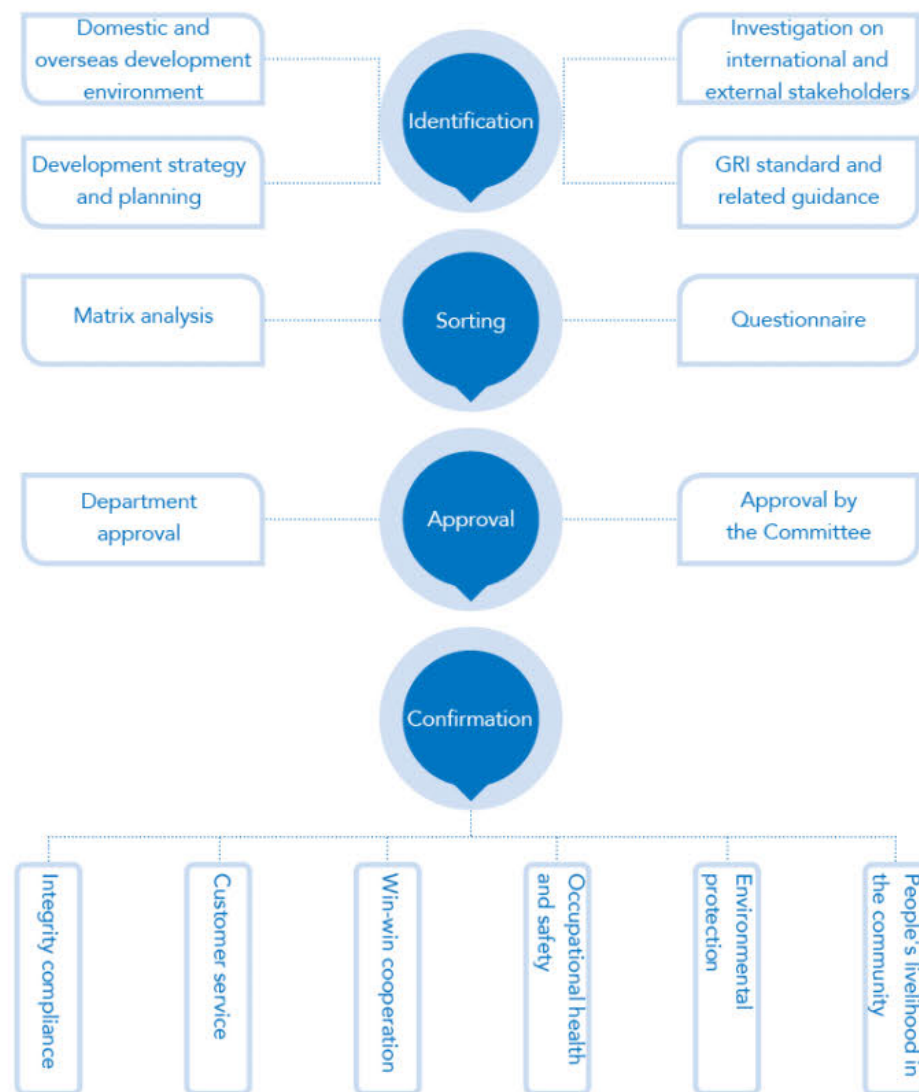 Domestic and
overseas development
environment
Identification
Investigation on
international and
external stakeholders
Development strategy
and planning
GRI standard and
related guidance
Matrix analysis
Sorting
Questionnaire
Department
approval
Approval
Approval by
the Committee
Confirmation
Integrity compliance
Customer service
Win-win cooperation
Occupational health
and safety
Environmental
protection
People's livelihood in
the community